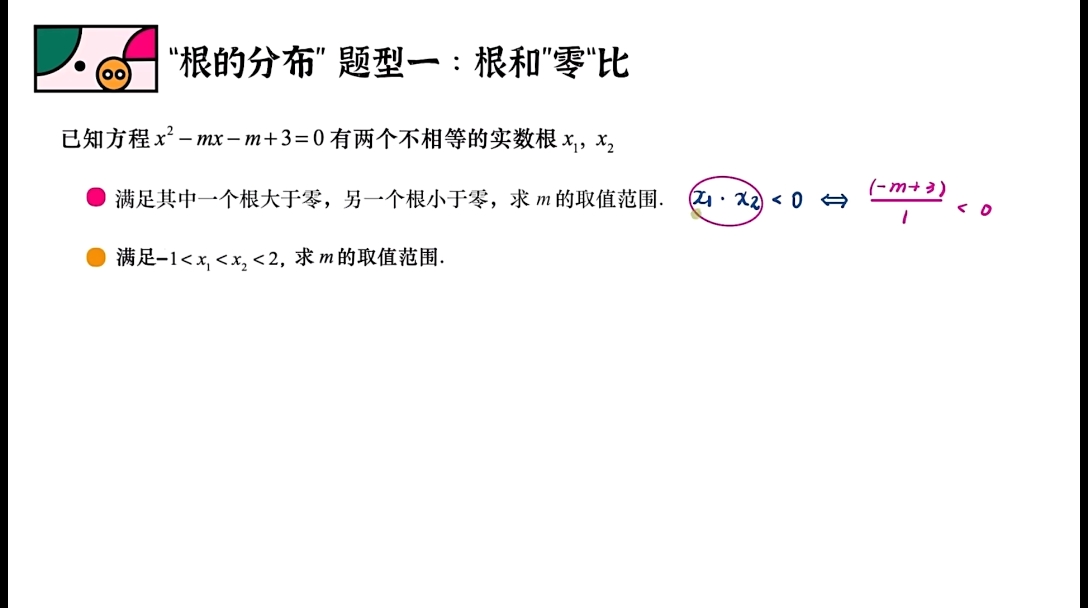 “根的分布” 题型一：根和”零“比
已知方程 x² − mx − m + 3 = 0 有两个不相等的实数根 x₁, x₂
满足其中一个根大于零，另一个根小于零，求 m 的取值范围. x₁ · x₂ < 0 ⇔ (-m+3)/1 < 0
满足−1 < x₁ < x₂ < 2, 求 m 的取值范围.